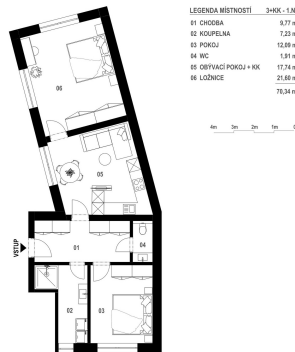 LEGENDA MÍSTNOSTÍ 3+KK - 1.N
01 CHODBA 9,77 m
02 KOUPELNA 7,23 m
03 POKOJ 12,09 m
04 WC 1,91 m
05 OBÝVACÍ POKOJ + KK 17,74 m
06 LOŽNICE 21,60 m
70,34 m
4m 3m 2m 1m 0
06
05
01
04
VSTUP
02
03